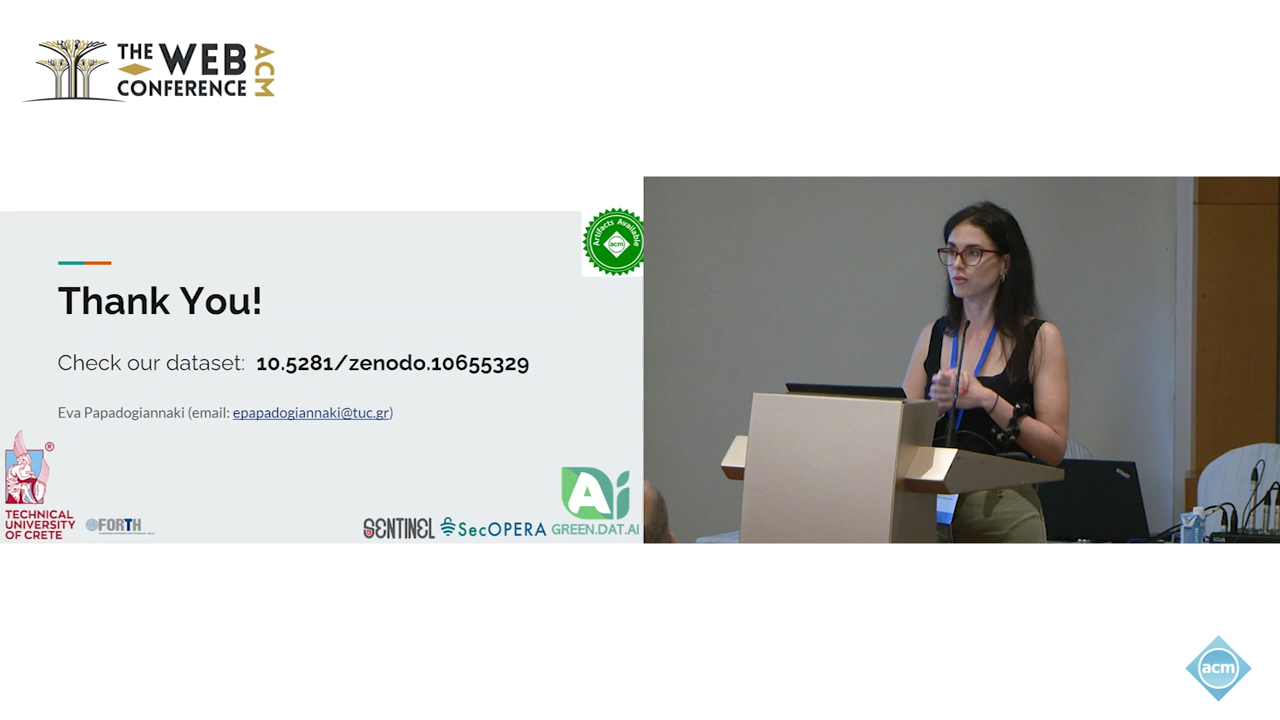 THE WEB
CONFERENCE
ACM
Artifacts Available
acm
Thank You!
Check our dataset: 10.5281/zenodo.10655329
Eva Papadogiannaki (email: epapadogiannaki@tuc.gr)
TECHNICAL
UNIVERSITY
OF CRETE
®
FORTH
SENTINEL
SecOPERA
Ai
GREEN.DAT.AI
acm